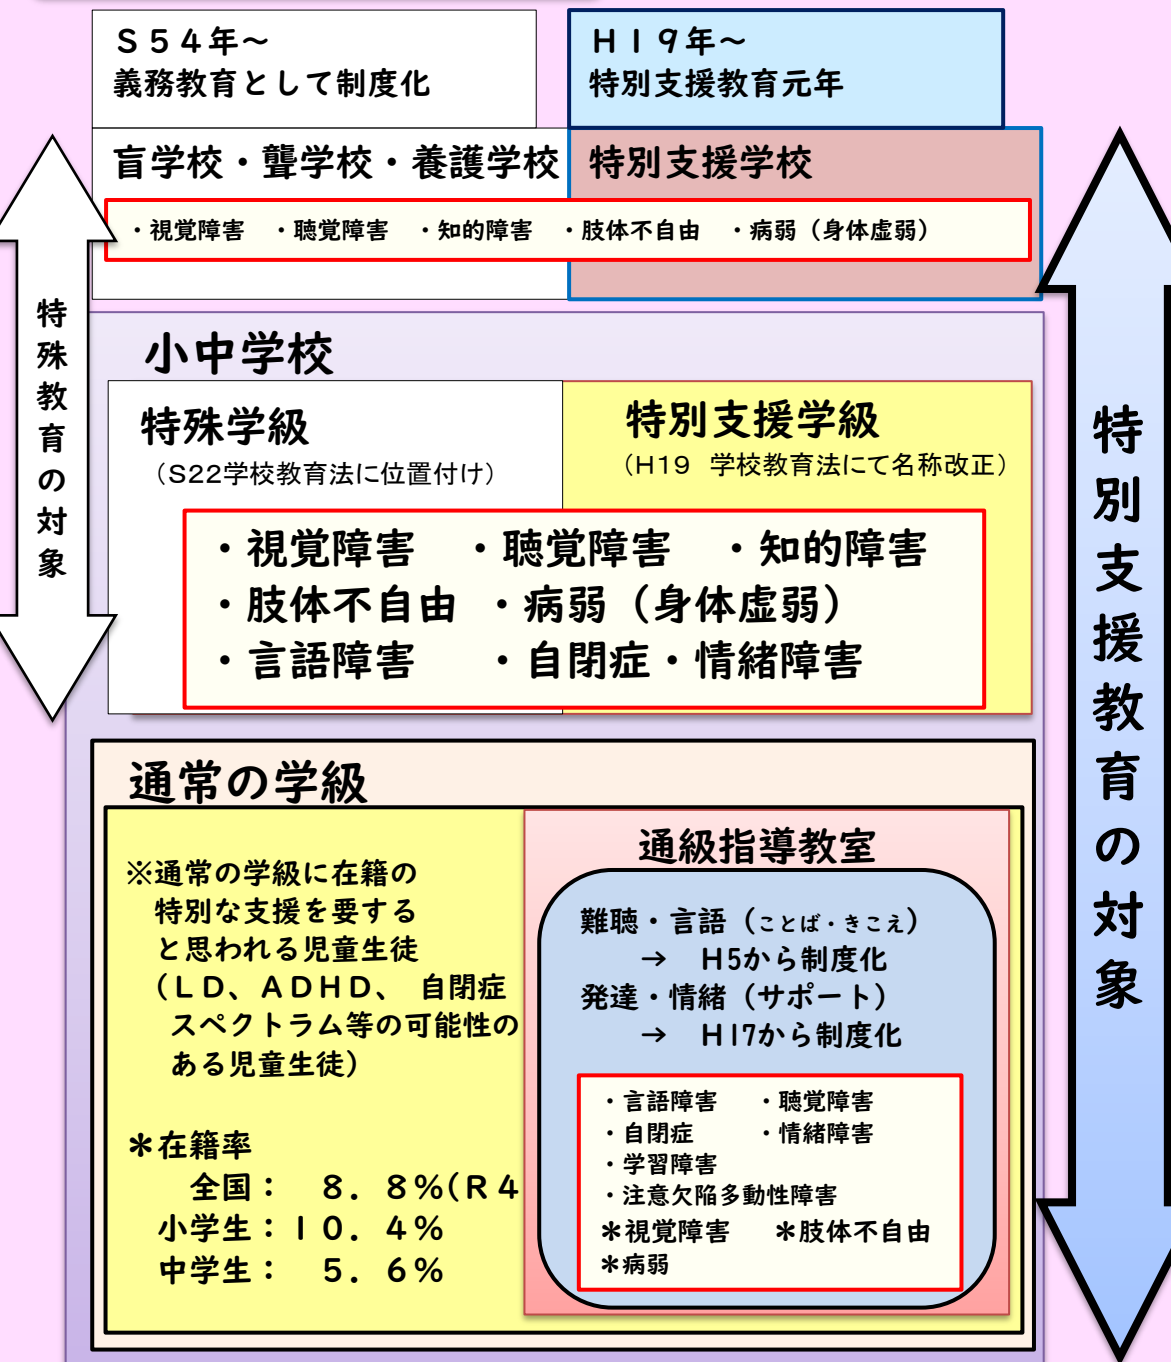 S54年～
義務教育として制度化
H19年～
特別支援教育元年
盲学校・聾学校・養護学校
特別支援学校
・視覚障害　・聴覚障害　・知的障害　・肢体不自由　・病弱（身体虚弱）
特殊教育の対象
小中学校
特殊学級
（S22学校教育法に位置付け）
特別支援学級
（H19 学校教育法にて名称改正）
・視覚障害　・聴覚障害　・知的障害
・肢体不自由　・病弱（身体虚弱）
・言語障害　・自閉症・情緒障害
特別支援教育の対象
通常の学級
※通常の学級に在籍の
特別な支援を要する
と思われる児童生徒
（LD、ADHD、 自閉症
スペクトラム等の可能性の
ある児童生徒）
＊在籍率
全国：　8．8％(R4
小学生：10．4％
中学生：　5．6％
通級指導教室
難聴・言語（ことば・きこえ）
→　H5から制度化
発達・情緒（サポート）
→　H17から制度化
・言語障害　・聴覚障害
・自閉症　・情緒障害
・学習障害
・注意欠陥多動性障害
＊視覚障害　＊肢体不自由
＊病弱